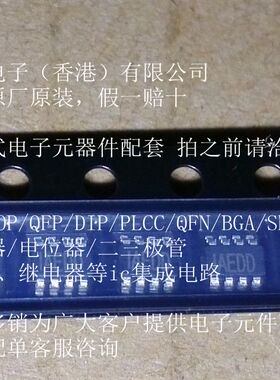 电子（香港）有限公司
原厂原装，假一赔十
式电子元器件配套 拍之前请洽
OP/QFP/DIP/PLCC/QFN/BGA/S
器/电位器/二三极管
继电器等ic集成电路
多销为广大客户提供电子元件
配单客服咨询
AEDD